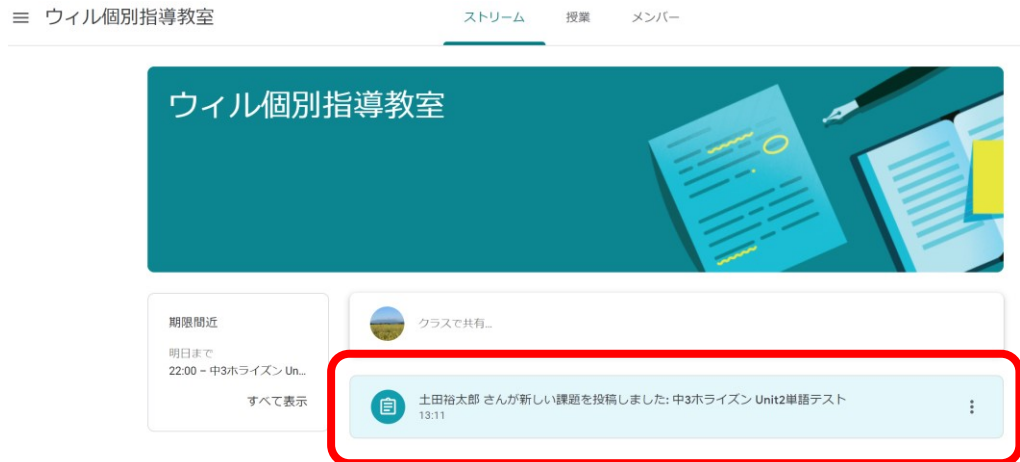 ウィル個別指導教室
ストリーム 授業 メンバー
ウィル個別指導教室
期限間近
明日まで
22:00 – 中3ホライズン Un...
すべて表示
クラスで共有...
土田裕太郎 さんが新しい課題を投稿しました: 中3ホライズン Unit2単語テスト
13:11